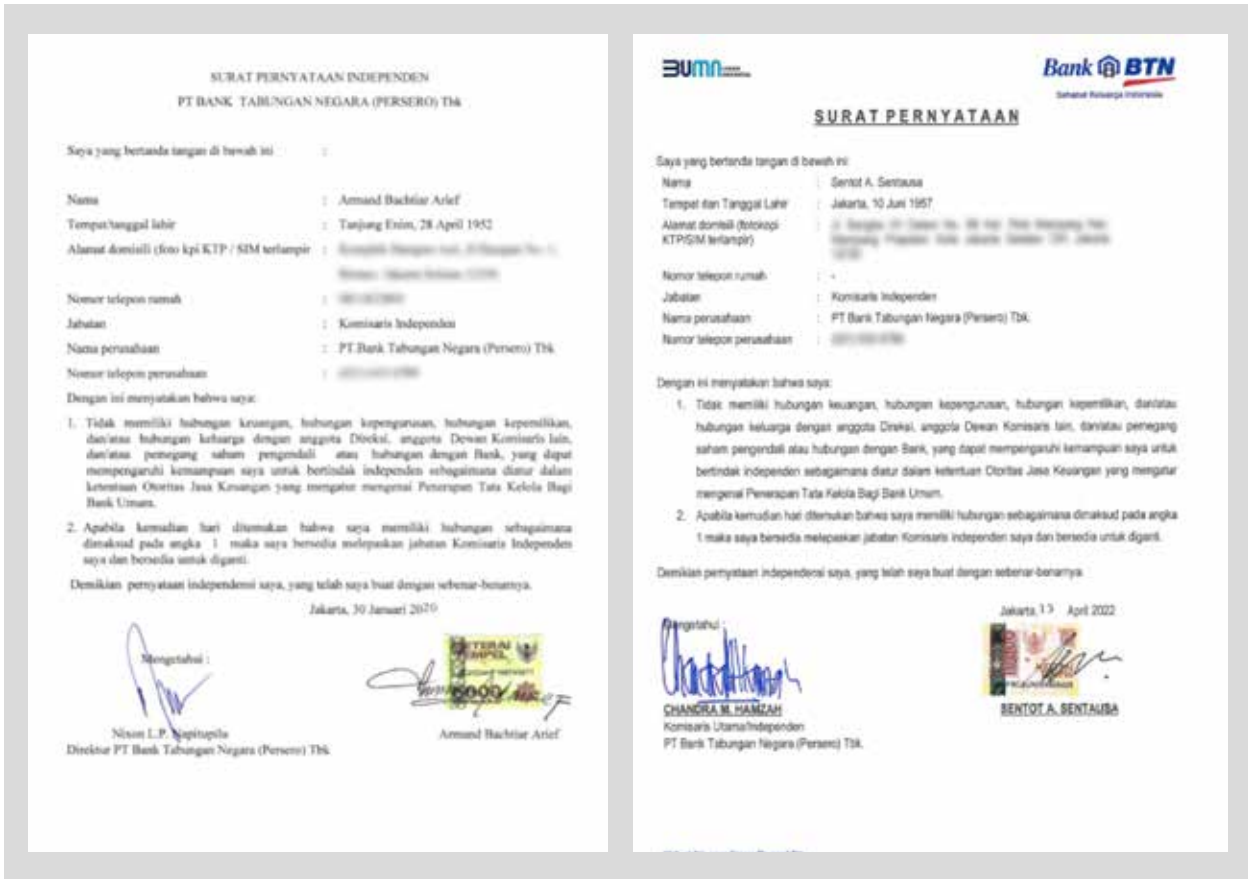 SURAT PERNYATAAN INDEPENDEN
PT BANK TABUNGAN NEGARA (PERSERO) Tbk
Saya yang bertanda tangan di bawah ini :
Nama : Armand Bachtiar Arief
Tempat/tanggal lahir : Tanjung Enim, 28 April 1952
Alamat domisili (foto kpi KTP / SIM terlampir :
Nomor telepon rumah :
Jabatan : Komisaris Independen
Nama perusahaan : PT Bank Tabungan Negara (Persero) Tbk
Nomor telepon perusahaan :
Dengan ini menyatakan bahwa saya:
1. Tidak memiliki hubungan keuangan, hubungan kepengurusan, hubungan kepemilikan,
dan/atau hubungan keluarga dengan anggota Direksi, anggota Dewan Komisaris lain,
dan/atau pemegang saham pengendali atau hubungan dengan Bank, yang dapat
mempengaruhi kemampuan saya untuk bertindak independen sebagaimana diatur dalam
ketentuan Otoritas Jasa Keuangan yang mengatur mengenai Penerapan Tata Kelola Bagi
Bank Umum.
2. Apabila kemudian hari ditemukan bahwa saya memiliki hubungan sebagaimana
dimaksud pada angka 1 maka saya bersedia melepaskan jabatan Komisaris Independen
saya dan bersedia untuk diganti.
Demikian pernyataan independensi saya, yang telah saya buat dengan sebenar-benarnya.
Jakarta, 30 Januari 2020
Mengetahui :
METERAI
TEMPEL
6000
Nixon L.P. Napitupulu
Armand Bachtiar Arief
Direktur PT Bank Tabungan Negara (Persero) Tbk
BUMN
Bank BTN
Sahabat Keluarga Indonesia
SURAT PERNYATAAN
Saya yang bertanda tangan di bawah ini:
Nama : Sentot A. Sentausa
Tempat dan Tanggal Lahir : Jakarta, 10 Juni 1957
Alamat domisili (fotokopi
KTP/SIM terlampir) :
Nomor telepon rumah : -
Jabatan : Komisaris Independen
Nama perusahaan : PT Bank Tabungan Negara (Persero) Tbk.
Nomor telepon perusahaan :
Dengan ini menyatakan bahwa saya:
1. Tidak memiliki hubungan keuangan, hubungan kepengurusan, hubungan kepemilikan, dan/atau
hubungan keluarga dengan anggota Direksi, anggota Dewan Komisaris lain, dan/atau pemegang
saham pengendali atau hubungan dengan Bank, yang dapat mempengaruhi kemampuan saya untuk
bertindak independen sebagaimana diatur dalam ketentuan Otoritas Jasa Keuangan yang mengatur
mengenai Penerapan Tata Kelola Bagi Bank Umum.
2. Apabila kemudian hari ditemukan bahwa saya memiliki hubungan sebagaimana dimaksud pada angka
1 maka saya bersedia melepaskan jabatan Komisaris independen saya dan bersedia untuk diganti.
Demikian pernyataan independensi saya, yang telah saya buat dengan sebenar-benarnya.
Jakarta, 13 April 2022
Mengetahui :
10000
CHANDRA M. HAMZAH
SENTOT A. SENTAUSA
Komisaris Utama/Independen
PT Bank Tabungan Negara (Persero) Tbk.